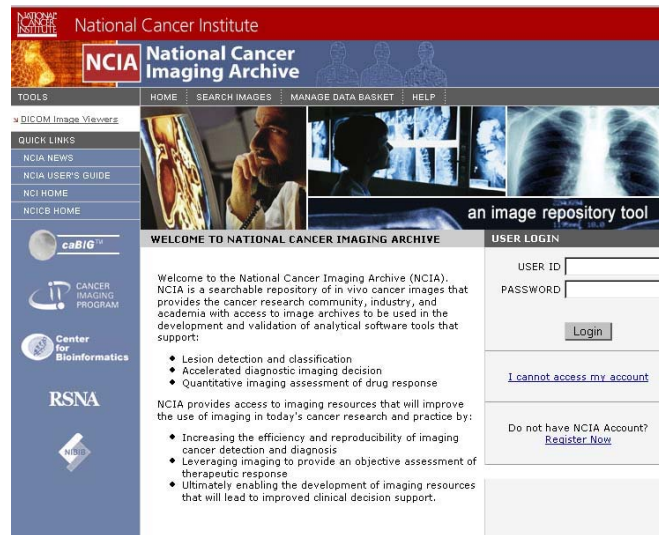 NATIONAL
CANCER
INSTITUTE
National Cancer Institute
NCIA
National Cancer
Imaging Archive
TOOLS
HOME
SEARCH IMAGES
MANAGE DATA BASKET
HELP
DICOM Image Viewers
QUICK LINKS
NCIA NEWS
NCIA USER'S GUIDE
NCI HOME
NCICB HOME
an image repository tool
caBIG™
CANCER
IMAGING
PROGRAM
Center
for
Bioinformatics
RSNA
NIBIB
WELCOME TO NATIONAL CANCER IMAGING ARCHIVE
Welcome to the National Cancer Imaging Archive (NCIA).
NCIA is a searchable repository of in vivo cancer images that
provides the cancer research community, industry, and
academia with access to image archives to be used in the
development and validation of analytical software tools that
support:
Lesion detection and classification
Accelerated diagnostic imaging decision
Quantitative imaging assessment of drug response
NCIA provides access to imaging resources that will improve
the use of imaging in today's cancer research and practice by:
Increasing the efficiency and reproducibility of imaging
cancer detection and diagnosis
Leveraging imaging to provide an objective assessment of
therapeutic response
Ultimately enabling the development of imaging resources
that will lead to improved clinical decision support.
USER LOGIN
USER ID
PASSWORD
Login
I cannot access my account
Do not have NCIA Account?
Register Now